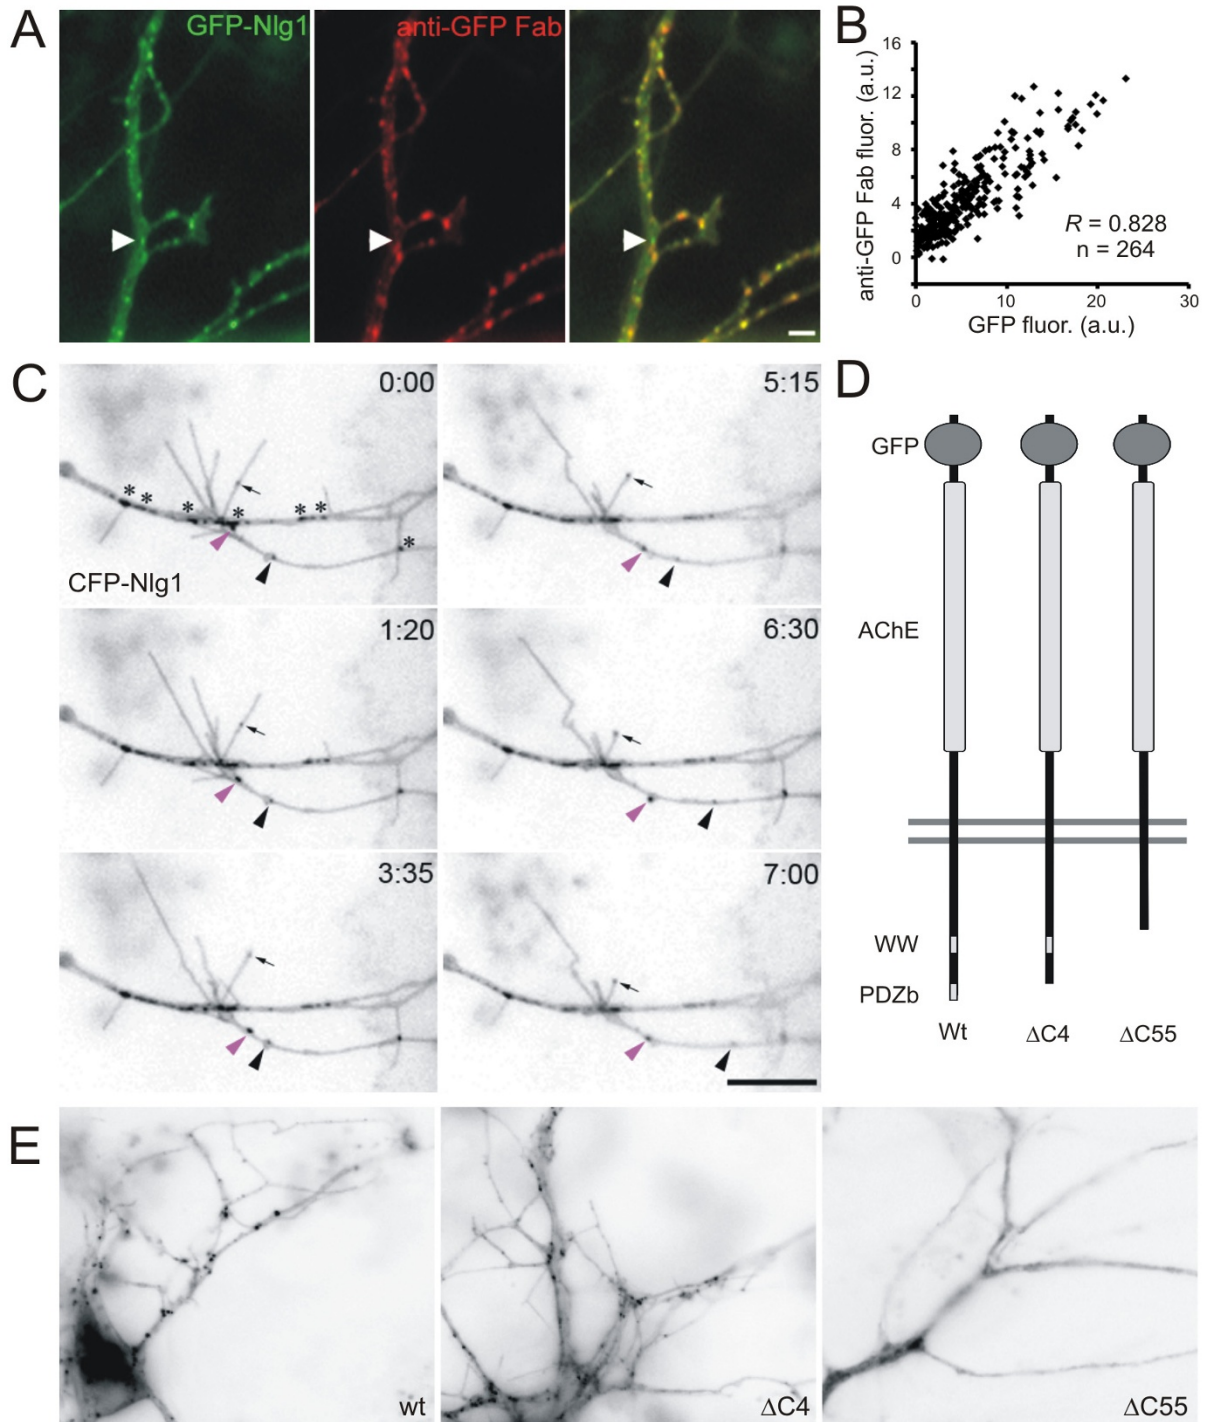 A
GFP-Nlg1
anti-GFP Fab
B
16
12
8
4
0
anti-GFP Fab fluor. (a.u.)
R = 0.828
n = 264
0 10 20 30
GFP fluor. (a.u.)
C
0:00
* * * * * * *
CFP-Nlg1
5:15
1:20
6:30
3:35
7:00
D
GFP
AChE
WW
PDZb
Wt ΔC4 ΔC55
E
wt
ΔC4
ΔC55